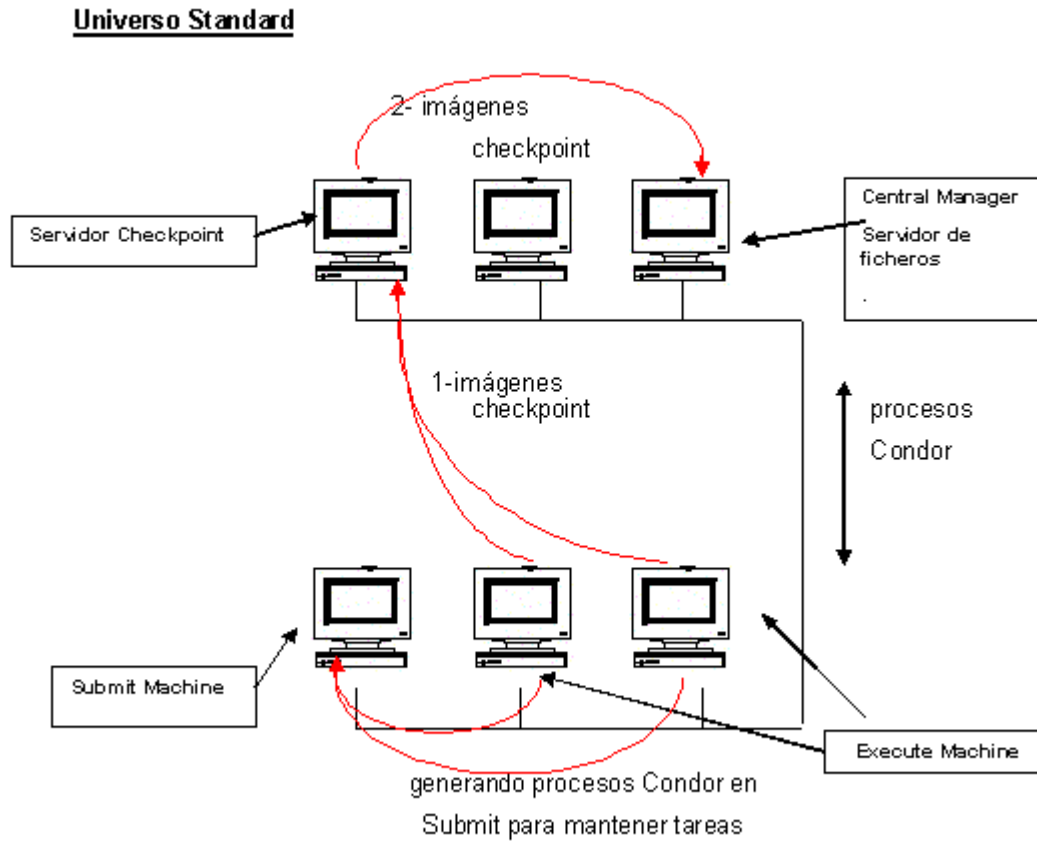 Universo Standard
2- imágenes
checkpoint
Servidor Checkpoint
Central Manager
Servidor de
ficheros
.
1-imágenes
checkpoint
procesos
Condor
Submit Machine
Execute Machine
generando procesos Condor en
Submit para mantener tareas